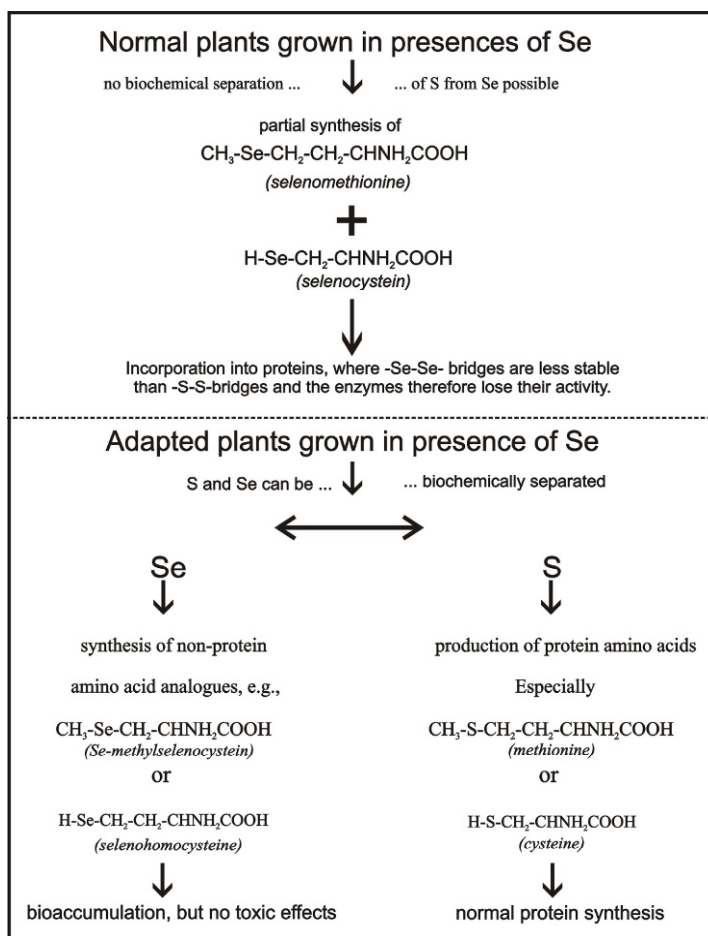 Normal plants grown in presences of Se
no biochemical separation ... ... of S from Se possible
partial synthesis of
CH₃-Se-CH₂-CH₂-CHNH₂COOH
(selenomethionine)
+
H-Se-CH₂-CHNH₂COOH
(selenocystein)
Incorporation into proteins, where -Se-Se- bridges are less stable
than -S-S-bridges and the enzymes therefore lose their activity.
Adapted plants grown in presence of Se
S and Se can be ... ... biochemically separated
Se
synthesis of non-protein
amino acid analogues, e.g.,
CH₃-Se-CH₂-CHNH₂COOH
(Se-methylselenocystein)
or
H-Se-CH₂-CH₂-CHNH₂COOH
(selenohomocysteine)
bioaccumulation, but no toxic effects
S
production of protein amino acids
Especially
CH₃-S-CH₂-CH₂-CHNH₂COOH
(methionine)
or
H-S-CH₂-CHNH₂COOH
(cysteine)
normal protein synthesis